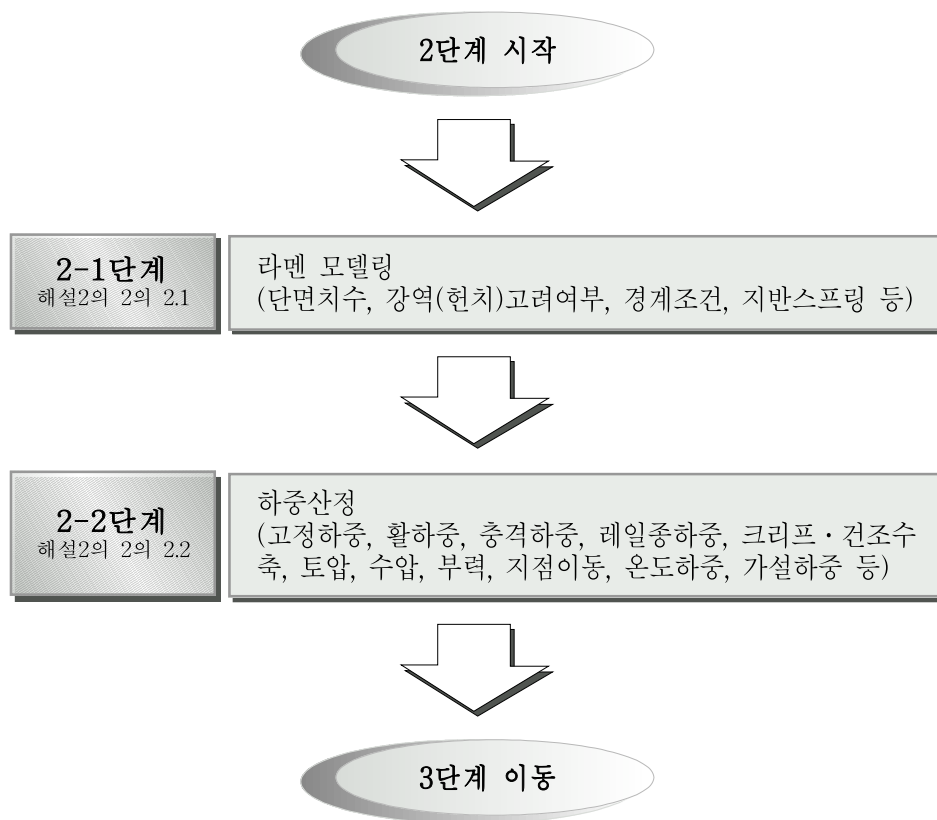 2단계 시작
2-1단계
해설2의 2의 2.1
라멘 모델링
(단면치수, 강역(헌치)고려여부, 경계조건, 지반스프링 등)
2-2단계
해설2의 2의 2.2
하중산정
(고정하중, 활하중, 충격하중, 레일종하중, 크리프·건조수
축, 토압, 수압, 부력, 지점이동, 온도하중, 가설하중 등)
3단계 이동